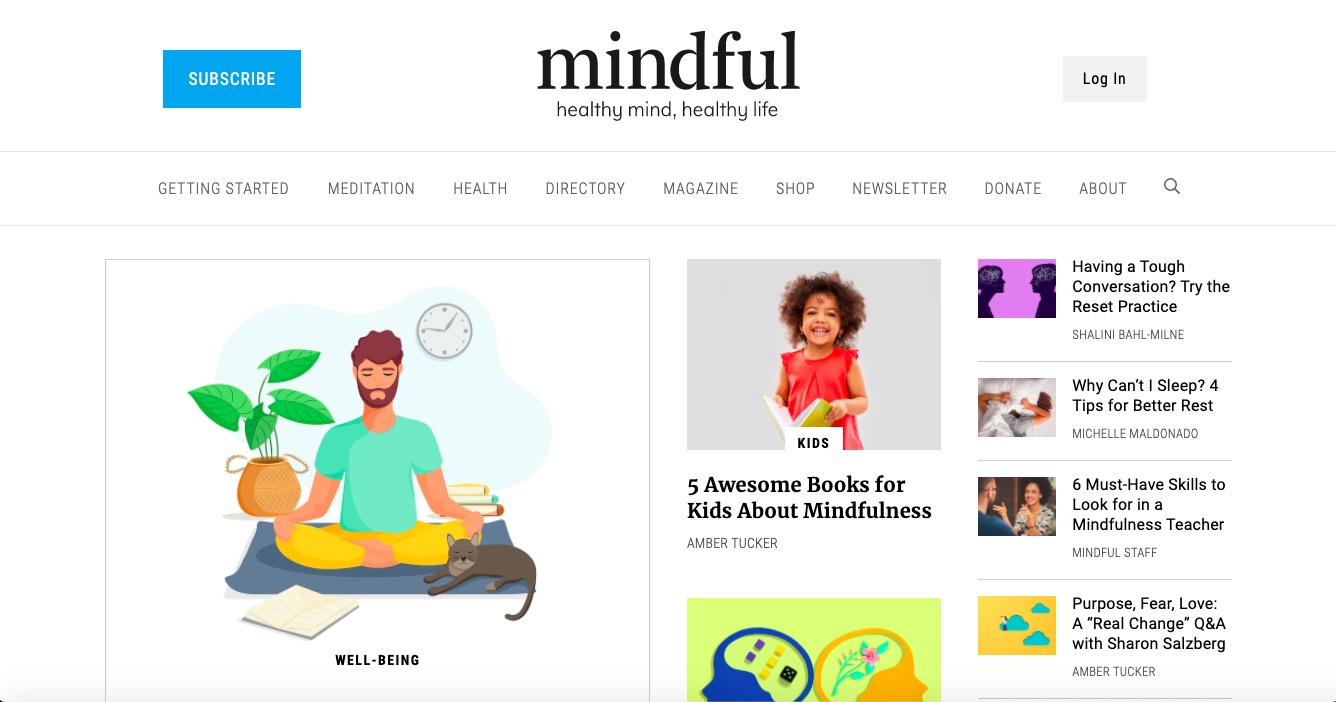 SUBSCRIBE
mindful
healthy mind, healthy life
Log In
GETTING STARTED MEDITATION HEALTH DIRECTORY MAGAZINE SHOP NEWSLETTER DONATE ABOUT
WELL-BEING
KIDS
5 Awesome Books for
Kids About Mindfulness
AMBER TUCKER
Having a Tough
Conversation? Try the
Reset Practice
SHALINI BAHL-MILNE
Why Can’t I Sleep? 4
Tips for Better Rest
MICHELLE MALDONADO
6 Must-Have Skills to
Look for in a
Mindfulness Teacher
MINDFUL STAFF
Purpose, Fear, Love:
A “Real Change” Q&A
with Sharon Salzberg
AMBER TUCKER